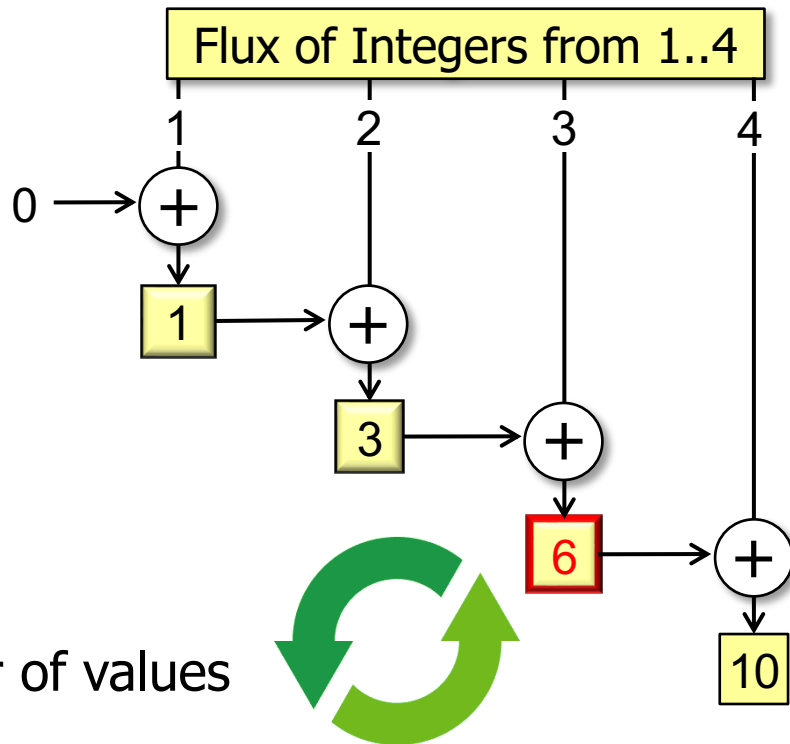 Flux of Integers from 1..4
1 2 3 4
0 +
1 +
3 +
6 +
of values
10